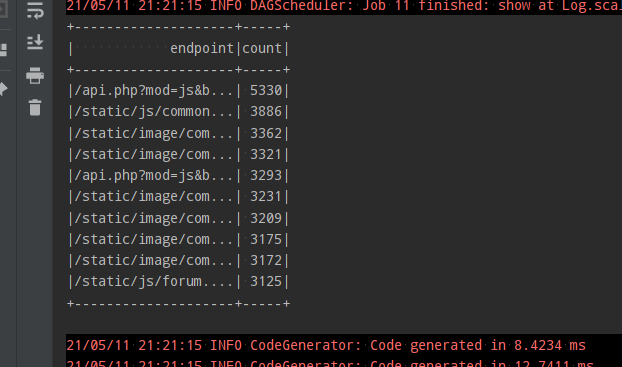 21/05/11 21:21:15 INFO DAGScheduler: Job 11 finished: show at Log.sca
+--------------------+-----+
|            endpoint|count|
+--------------------+-----+
|/api.php?mod=js&b...| 5330|
|/static/js/common...| 3886|
|/static/image/com...| 3362|
|/static/image/com...| 3321|
|/api.php?mod=js&b...| 3293|
|/static/image/com...| 3231|
|/static/image/com...| 3209|
|/static/image/com...| 3175|
|/static/image/com...| 3172|
|/static/js/forum....| 3125|
+--------------------+-----+
21/05/11 21:21:15 INFO CodeGenerator: Code generated in 8.4234 ms
21/05/11 21:21:15 INFO CodeGenerator: Code generated in 12.7411 ms